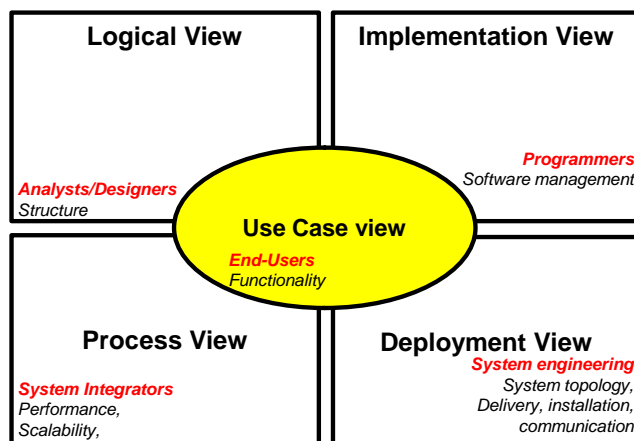 Logical View
Analysts/Designers
Structure
Implementation View
Programmers
Software management
Use Case view
End-Users
Functionality
Process View
System Integrators
Performance,
Scalability,
Deployment View
System engineering
System topology,
Delivery, installation,
communication